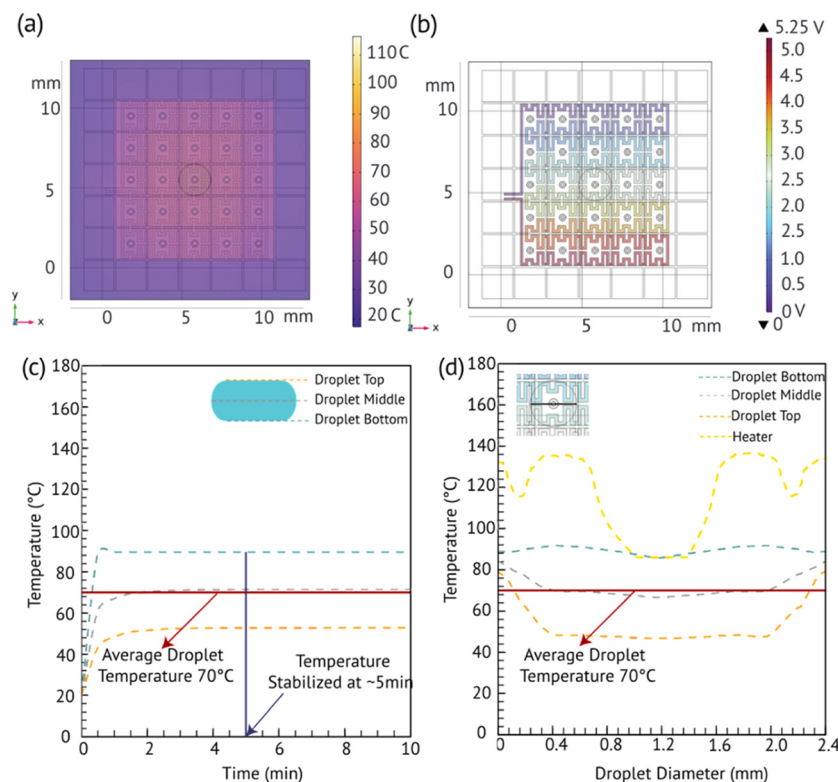 (a)
mm
10
5
0
y
z
x
0
5
10
mm
110 C
100
90
80
70
60
50
40
30
20 C
(b)
mm
10
5
0
y
z
x
0
5
10
mm
▲ 5.25 V
5.0
4.5
4.0
3.5
3.0
2.5
2.0
1.5
1.0
0.5
0 V
▼ 0
(c)
180
160
140
120
100
80
60
40
20
0
Temperature (°C)
Droplet Top
Droplet Middle
Droplet Bottom
Average Droplet
Temperature 70°C
Temperature
Stabilized at ~5min
0
2
4
6
8
10
Time (min)
(d)
180
160
140
120
100
80
60
40
20
0
Temperature (°C)
Droplet Bottom
Droplet Middle
Droplet Top
Heater
Average Droplet
Temperature 70°C
0
0.4
0.8
1.2
1.6
2.0
2.4
Droplet Diameter (mm)